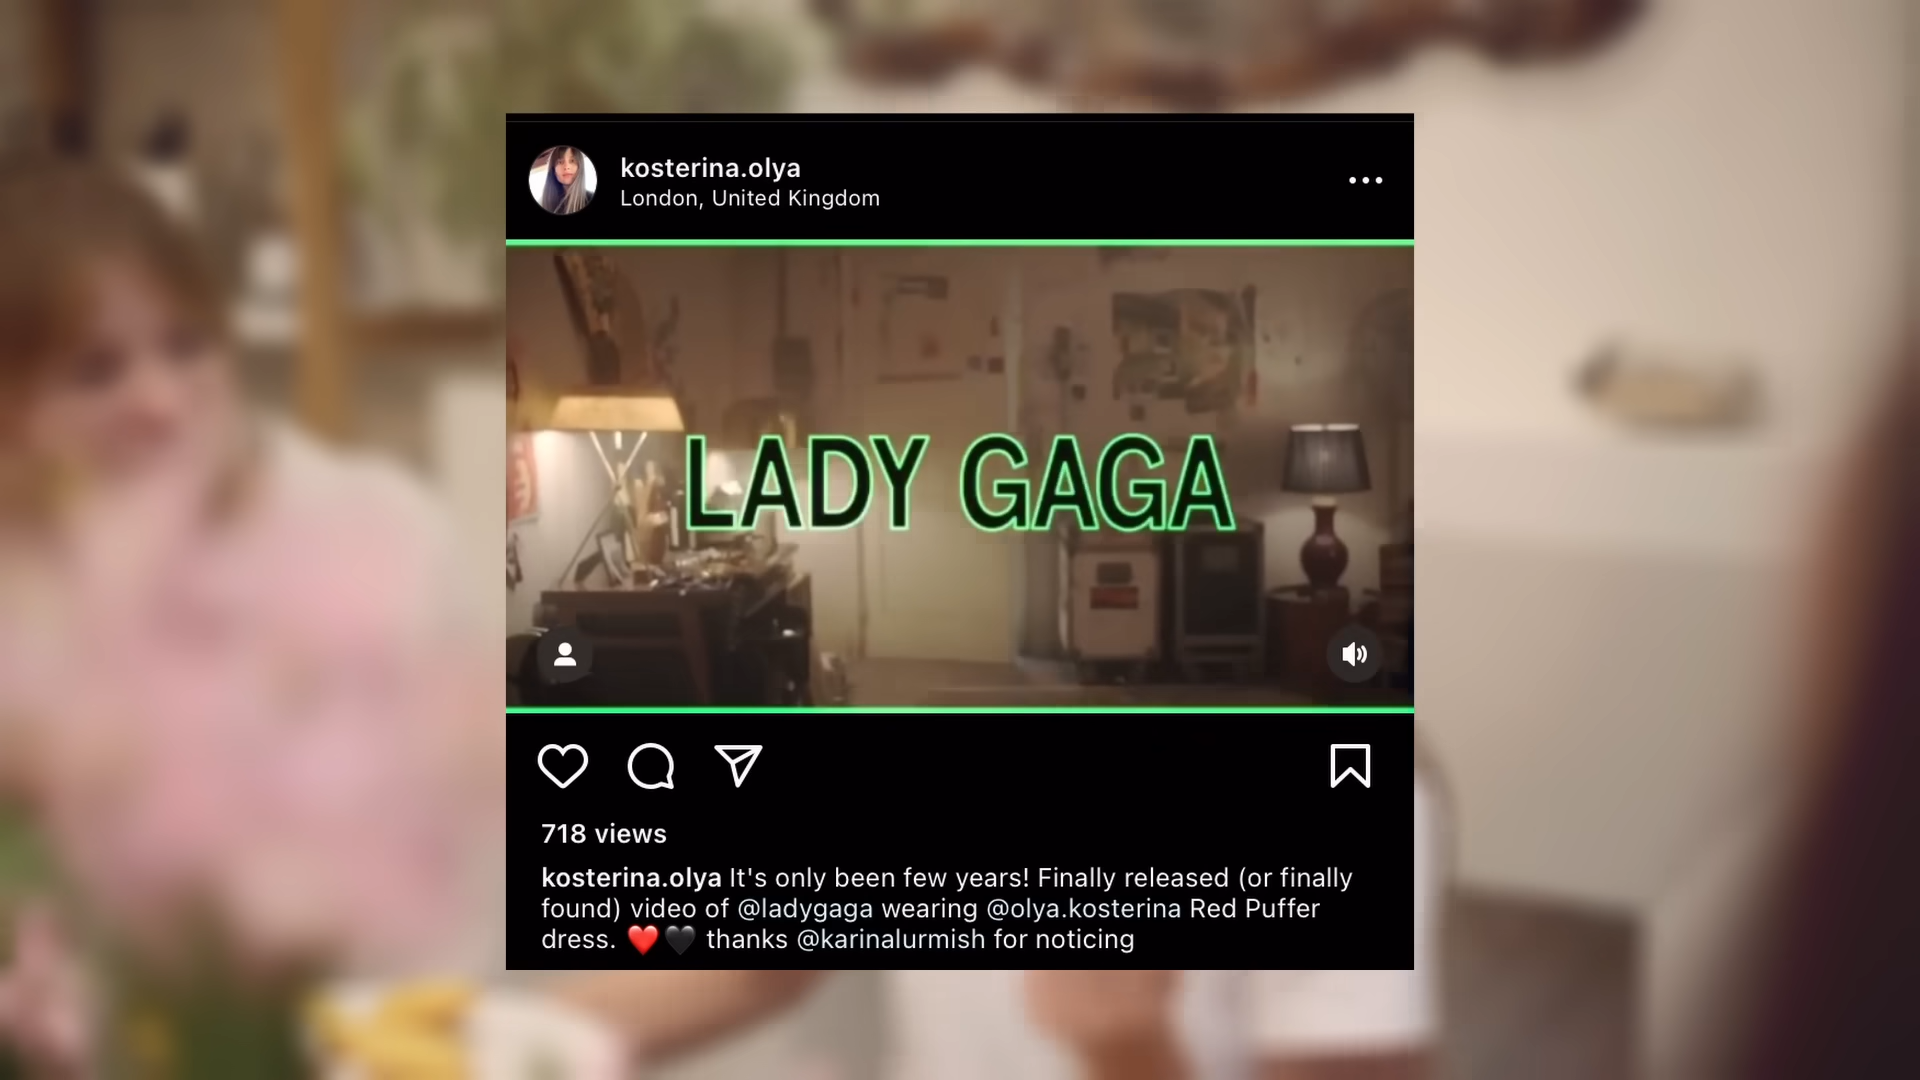 kosterina.olya
London, United Kingdom
LADY GAGA
718 views
kosterina.olya It's only been few years! Finally released (or finally
found) video of @ladygaga wearing @olya.kosterina Red Puffer
dress. ❤️🖤 thanks @karinalurmish for noticing